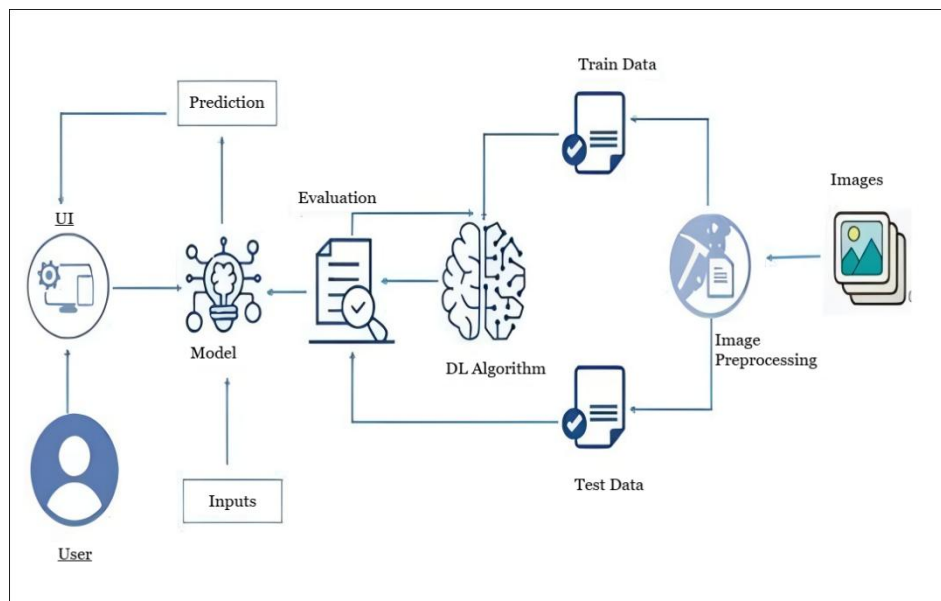 Train Data
Prediction
Images
Evaluation
UI
Image
Preprocessing
Model
DL Algorithm
Test Data
Inputs
User